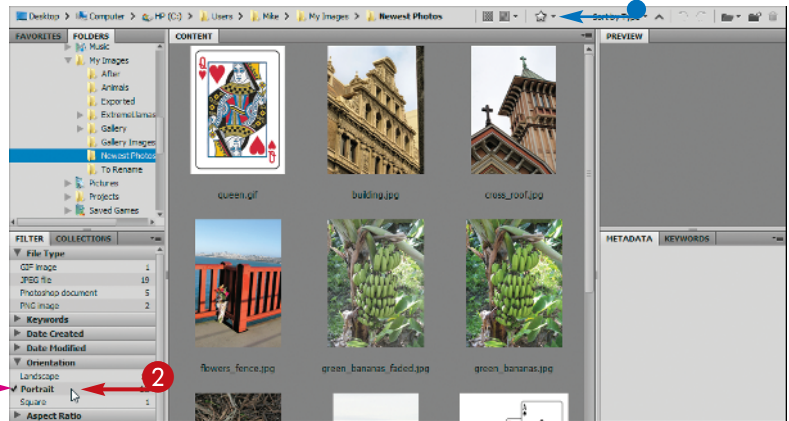 Desktop > Computer > HP (C:) > Users > Mike > My Images > Newest Photos >
FAVORITES FOLDERS
CONTENT
PREVIEW
Music
My Images
After
Animals
Exported
ExtremeLlamas
Gallery
Gallery Images
Newest Photos
To Rename
Pictures
Projects
Saved Games
Q
Q
queen.gif
building.jpg
cross_roof.jpg
FILTER COLLECTIONS
METADATA KEYWORDS
File Type
GIF image 1
JPEG file 19
Photoshop document 5
PNG image 2
Keywords
Date Created
Date Modified
Orientation
Landscape
Portrait
2
Square 1
Aspect Ratio
flowers_fence.jpg
green_bananas_faded.jpg
green_bananas.jpg
A